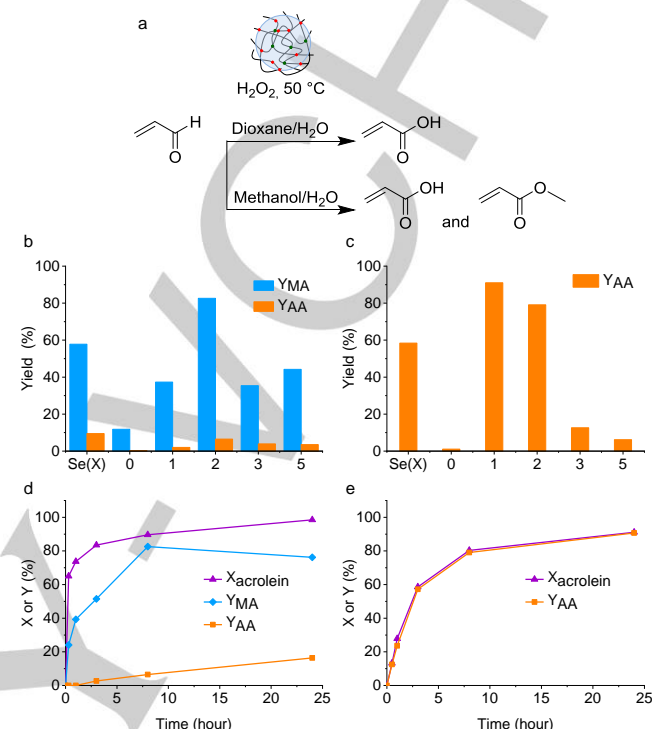 a
H2O2, 50 °C
H
O
Dioxane/H2O
OH
O
Methanol/H2O
OH
O
and
O
O
b
100
80
60
40
20
0
Yield (%)
YMA
YAA
Se(X) 0 1 2 3 5
c
100
80
60
40
20
0
Yield (%)
YAA
Se(X) 0 1 2 3 5
d
100
80
60
40
20
0
X or Y (%)
Xacrolein
YMA
YAA
0 5 10 15 20 25
Time (hour)
e
100
80
60
40
20
0
X or Y (%)
Xacrolein
YAA
0 5 10 15 20 25
Time (hour)